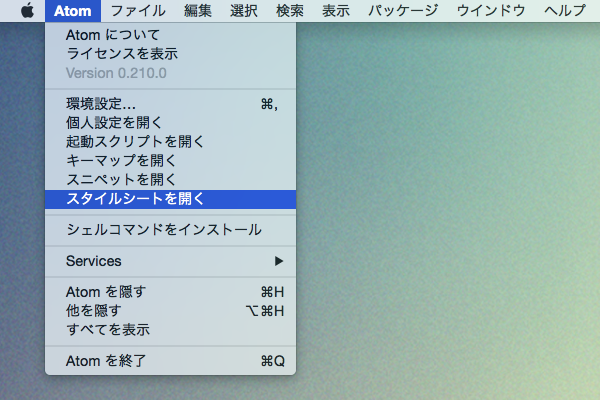 Atom ファイル 編集 選択 検索 表示 パッケージ ウインドウ ヘルプ
Atom について
ライセンスを表示
Version 0.210.0
環境設定... ⌘,
個人設定を開く
起動スクリプトを開く
キーマップを開く
スニペットを開く
スタイルシートを開く
シェルコマンドをインストール
Services ▶
Atom を隠す ⌘H
他を隠す ⌥⌘H
すべてを表示
Atom を終了 ⌘Q